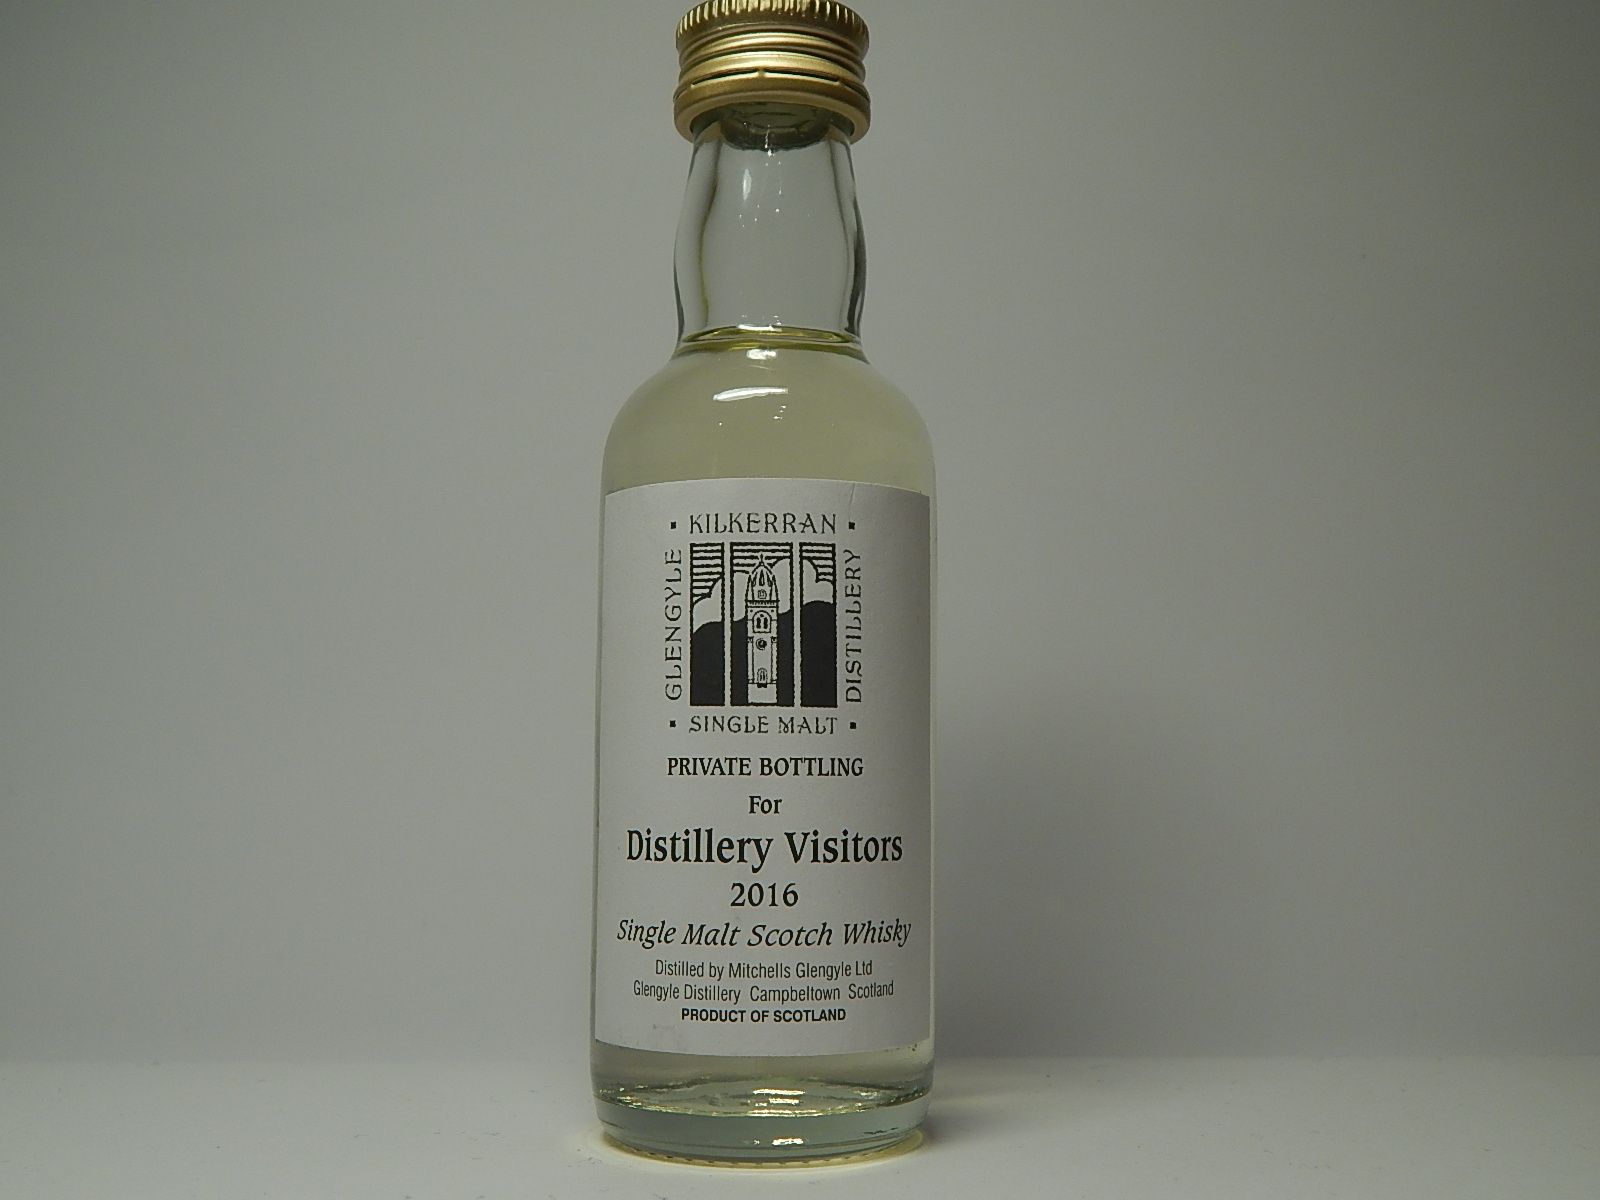 · KILKERRAN ·
GLENGYLE
DISTILLERY
· SINGLE MALT ·
PRIVATE BOTTLING
For
Distillery Visitors
2016
Single Malt Scotch Whisky
Distilled by Mitchells Glengyle Ltd
Glengyle Distillery Campbeltown Scotland
PRODUCT OF SCOTLAND